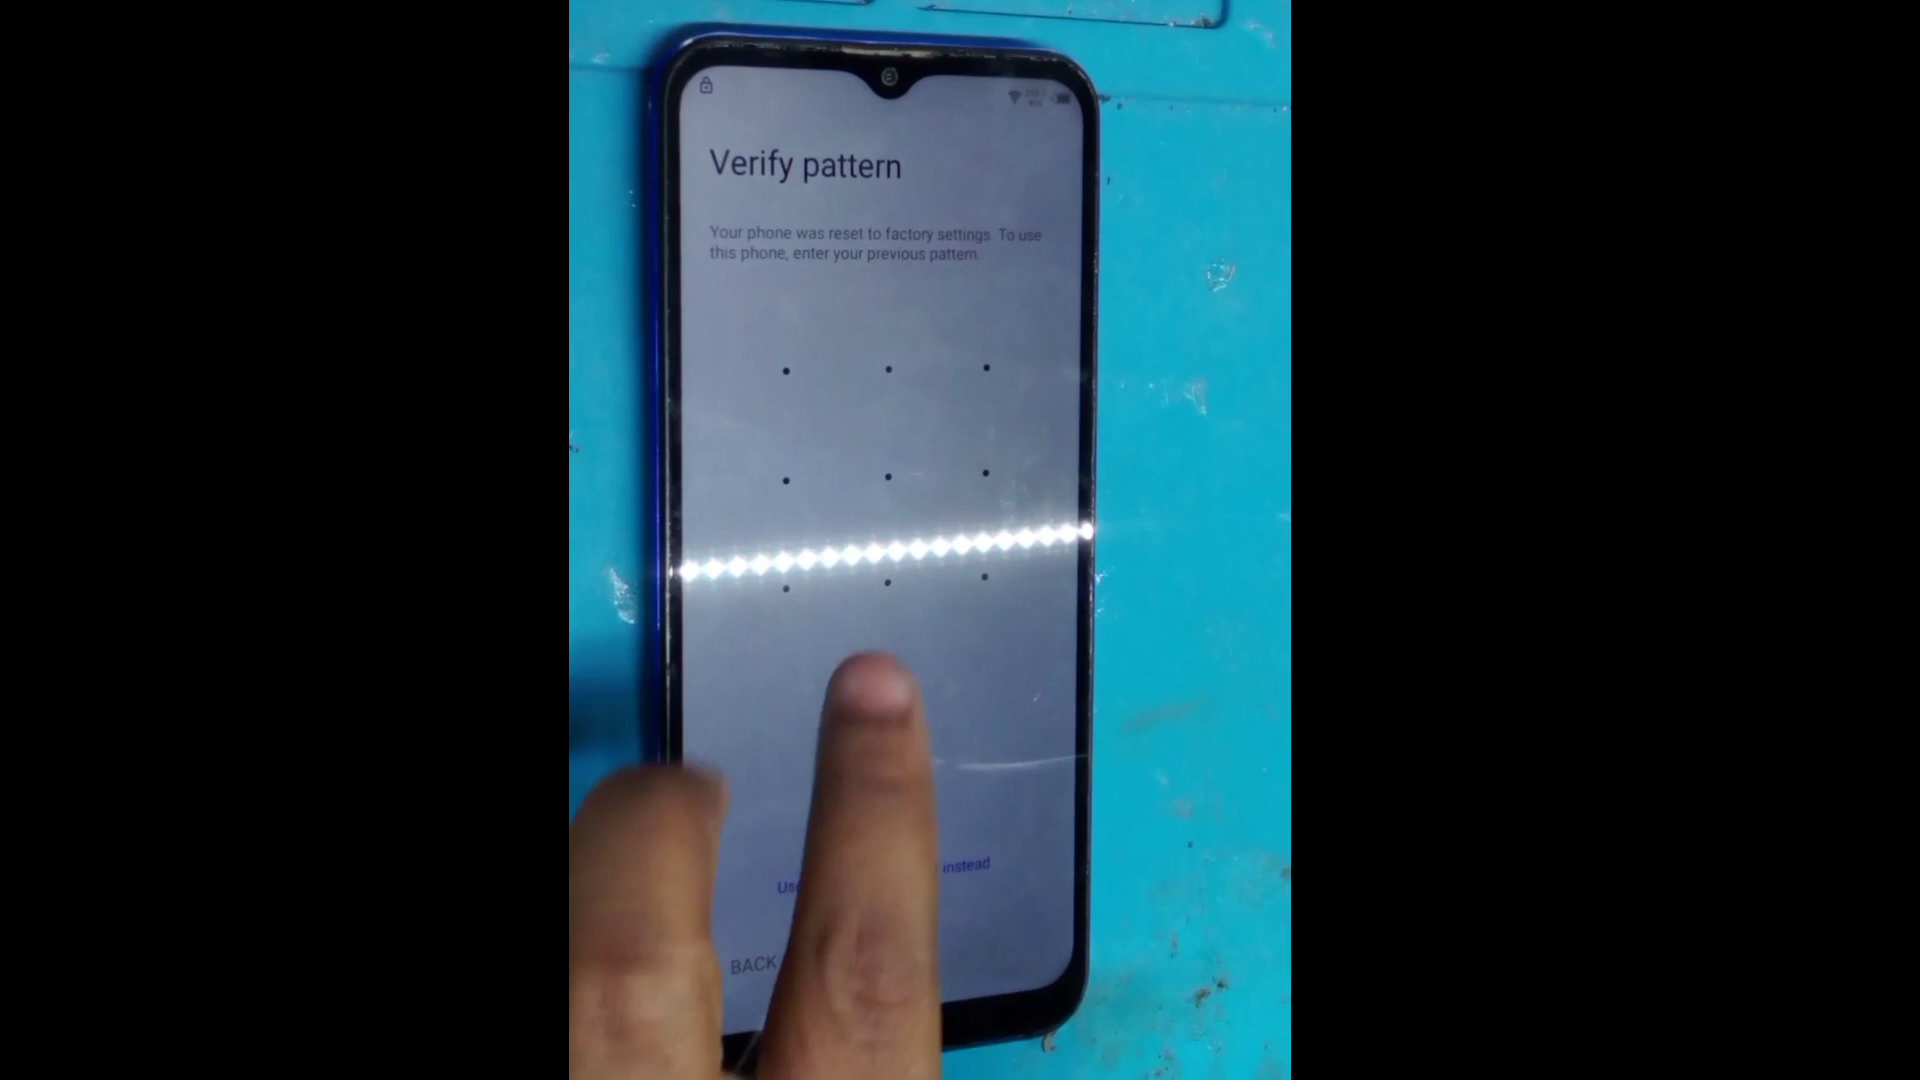 Verify pattern
Your phone was reset to factory settings. To use
this phone, enter your previous pattern.
instead
BACK